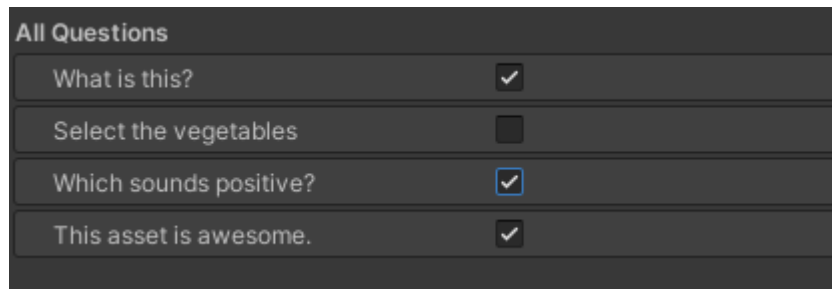 All Questions
What is this?
Select the vegetables
Which sounds positive?
This asset is awesome.